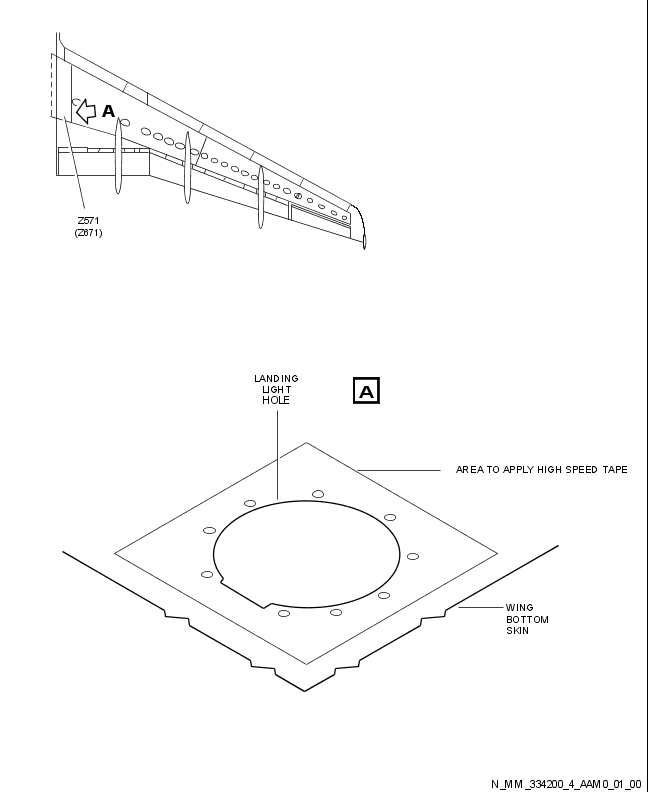 A
Z571
(Z671)
LANDING
LIGHT
HOLE
A
AREA TO APPLY HIGH SPEED TAPE
WING
BOTTOM
SKIN
N_MM_334200_4_AAM0_01_00